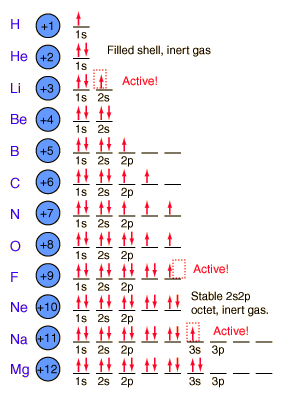 H +1
1s
He +2 Filled shell, inert gas
1s
Li +3 Active!
1s 2s
Be +4
1s 2s
B +5
1s 2s 2p
C +6
1s 2s 2p
N +7
1s 2s 2p
O +8
1s 2s 2p
F +9 Active!
1s 2s 2p
Ne +10 Stable 2s2p
octet, inert gas.
1s 2s 2p
Na +11 Active!
1s 2s 2p 3s 3p
Mg +12
1s 2s 2p 3s 3p